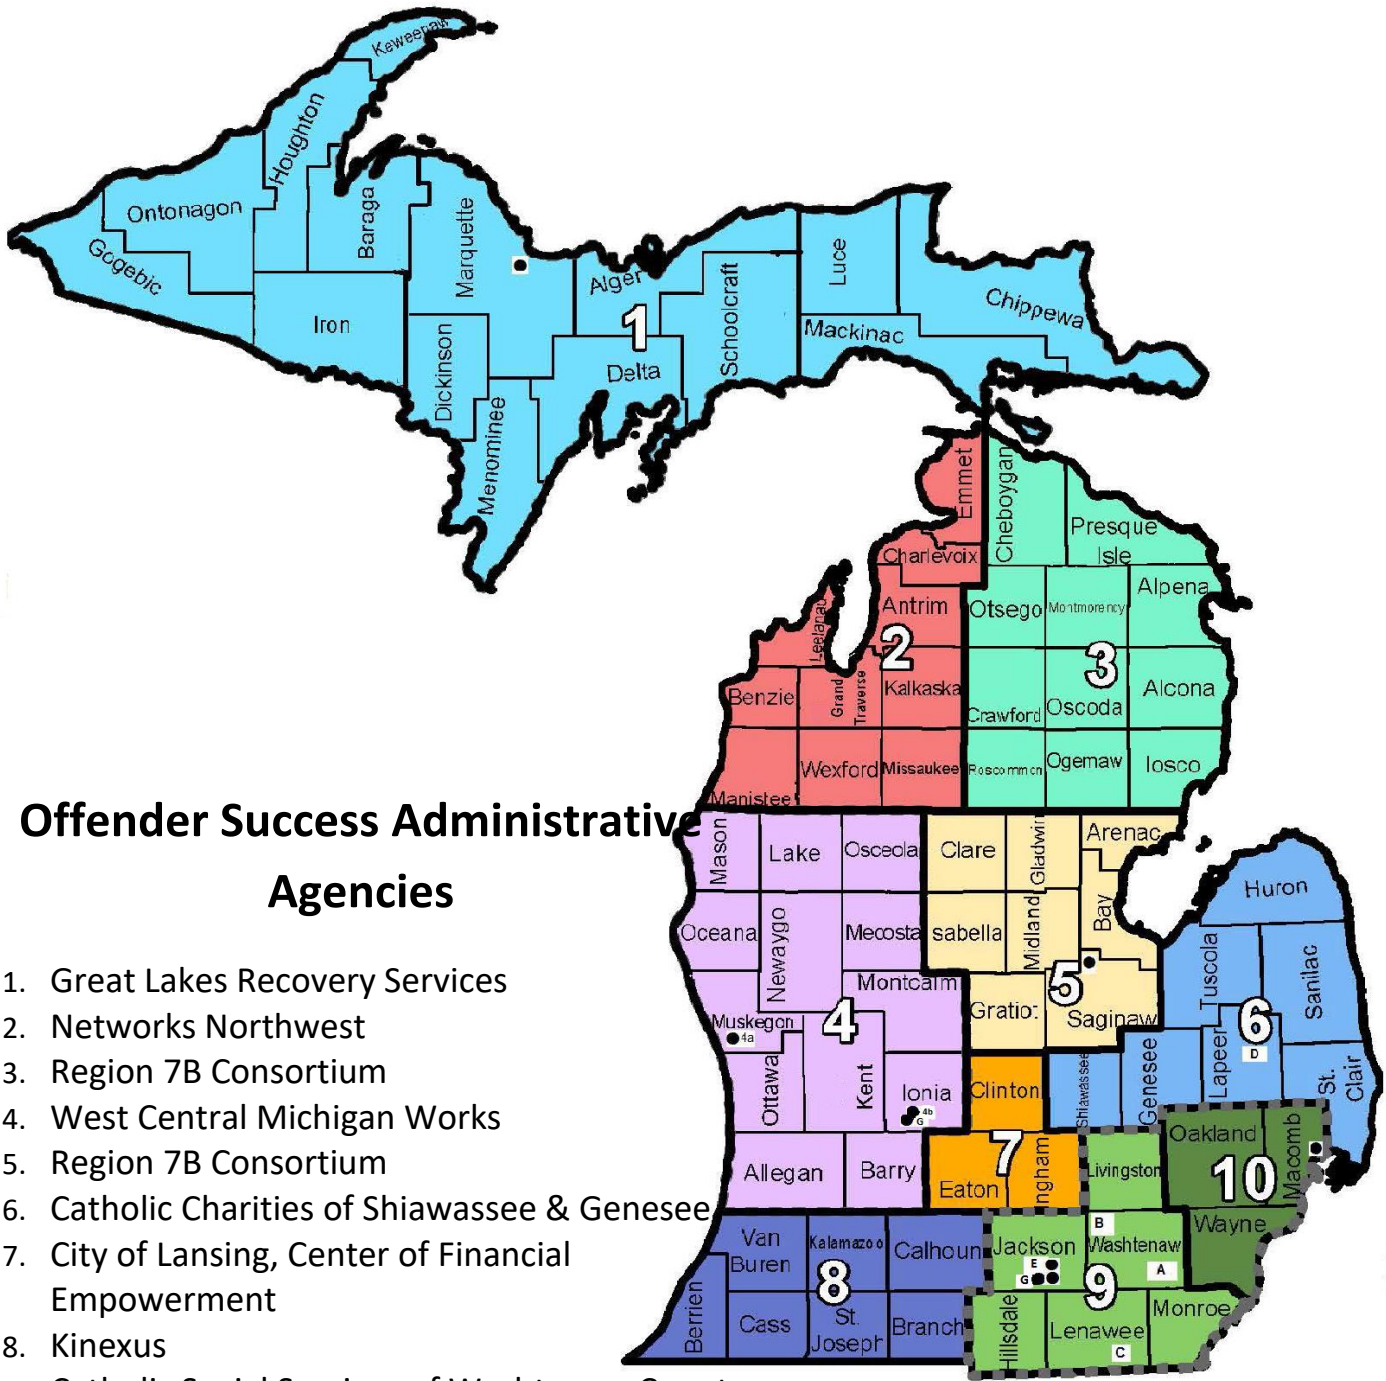 Keweenaw
Houghton
Ontonagon
Gogebic
Baraga
Marquette
Iron
Alger
1
Luce
Schoolcraft
Chippewa
Mackinac
Dickinson
Delta
Menominee
Emmet
Cheboygan
Presque
Isle
Charlevoix
Alpena
Antrim
Otsego
Montmorency
Leelanau
2
3
Benzie
Grand
Traverse
Kalkaska
Crawford
Oscoda
Alcona
Wexford
Missaukee
Roscommon
Ogemaw
Iosco
Manistee
Offender Success Administrative
Agencies
Mason
Lake
Osceola
Clare
Gladwin
Arenac
Huron
Oceana
Newaygo
Mecosta
sabella
Midland
Bay
Tuscola
Sanilac
Montcalm
5
Gratiot
Saginaw
Muskegon
4a
4
6
D
Lapeer
St.
Clair
Ottawa
Kent
Ionia
4b
G
Clinton
Shiawassee
Genesee
Oakland
Macomb
10
Allegan
Barry
7
Eaton
Ingham
Livingston
Wayne
Van
Buren
Kalamazoo
Calhoun
Jackson
B
Washtenaw
E
G
A
8
9
Berrien
Cass
St.
Joseph
Branch
Hillsdale
Lenawee
C
Monroe
1. Great Lakes Recovery Services
2. Networks Northwest
3. Region 7B Consortium
4. West Central Michigan Works
5. Region 7B Consortium
6. Catholic Charities of Shiawassee & Genesee
7. City of Lansing, Center of Financial
Empowerment
8. Kinexus